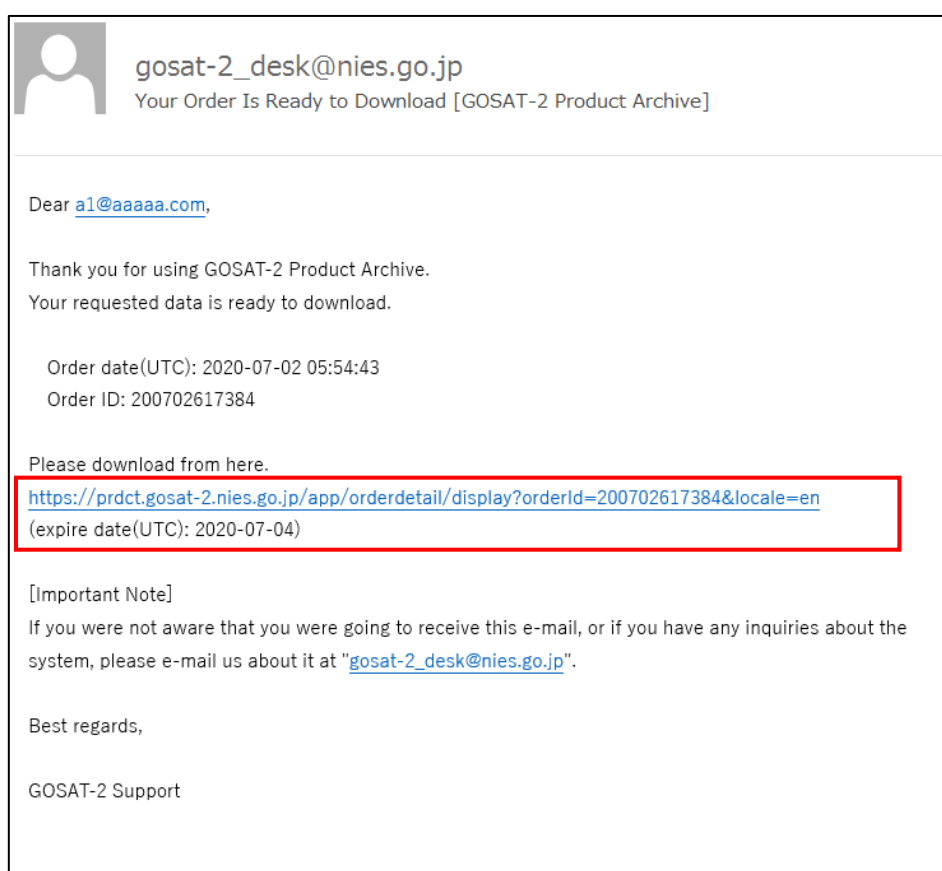 gosat-2_desk@nies.go.jp
Your Order Is Ready to Download [GOSAT-2 Product Archive]
Dear a1@aaaaa.com,
Thank you for using GOSAT-2 Product Archive.
Your requested data is ready to download.
Order date(UTC): 2020-07-02 05:54:43
Order ID: 200702617384
Please download from here.
https://prdct.gosat-2.nies.go.jp/app/orderdetail/display?orderId=200702617384&locale=en
(expire date(UTC): 2020-07-04)
[Important Note]
If you were not aware that you were going to receive this e-mail, or if you have any inquiries about the
system, please e-mail us about it at "gosat-2_desk@nies.go.jp".
Best regards,
GOSAT-2 Support